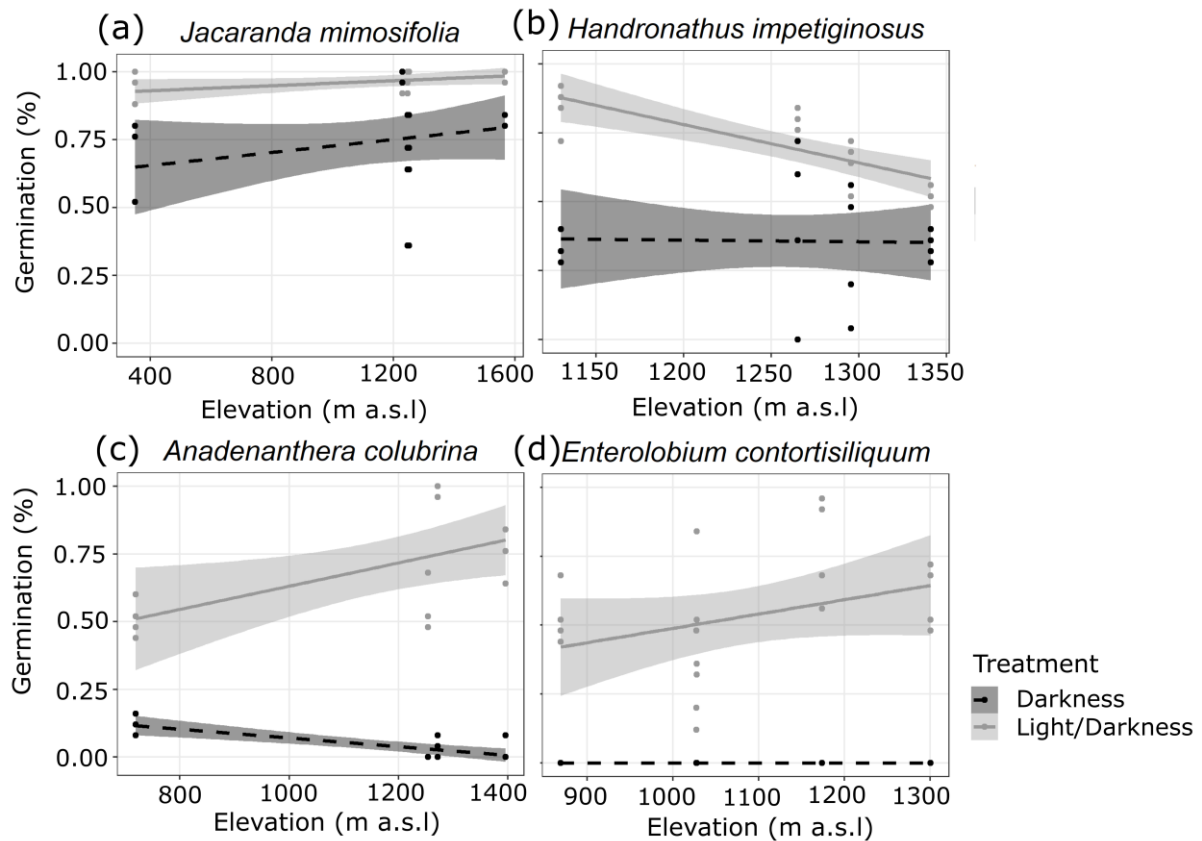 (a) Jacaranda mimosifolia
(b) Handronathus impetiginosus
Germination (%)
1.00
0.75
0.50
0.25
0.00
400 800 1200 1600
Elevation (m a.s.l)
1150 1200 1250 1300 1350
Elevation (m a.s.l)
(c) Anadenanthera colubrina
(d) Enterolobium contortisiliquum
Germination (%)
1.00
0.75
0.50
0.25
0.00
800 1000 1200 1400
Elevation (m a.s.l)
900 1000 1100 1200 1300
Elevation (m a.s.l)
Treatment
Darkness
Light/Darkness